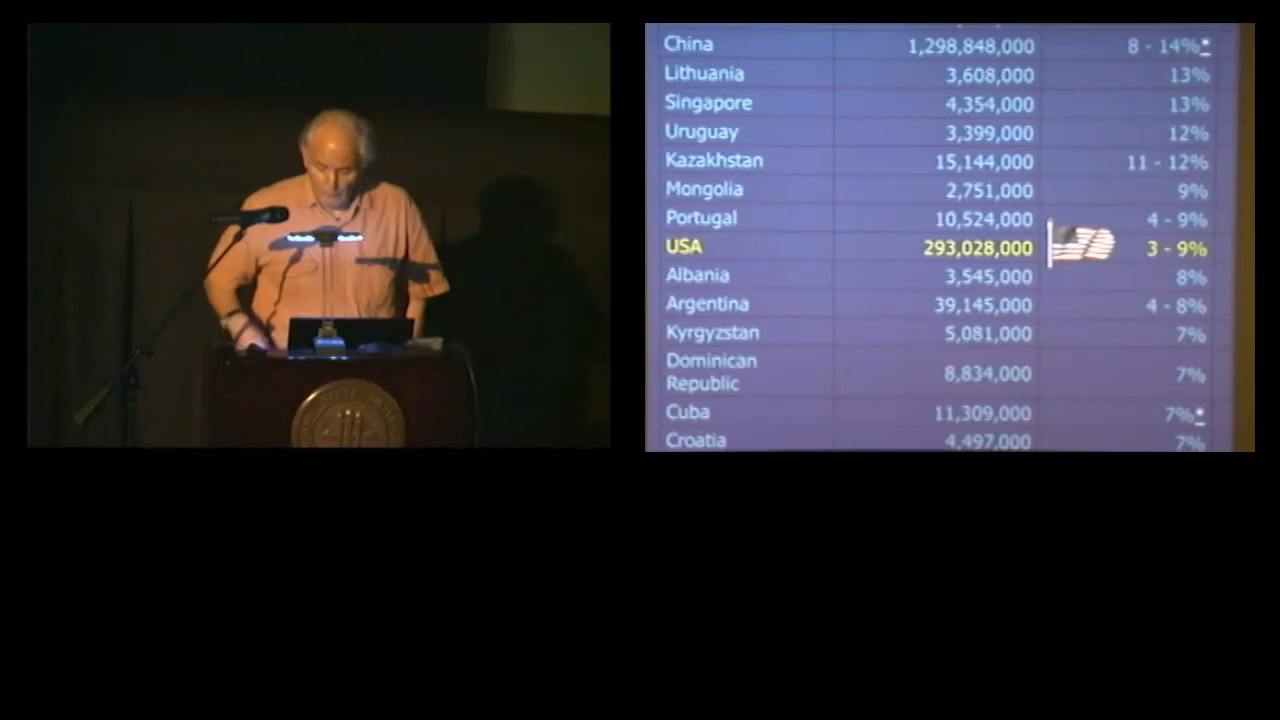 China 1,298,848,000 8 - 14%*
Lithuania 3,608,000 13%
Singapore 4,354,000 13%
Uruguay 3,399,000 12%
Kazakhstan 15,144,000 11 - 12%
Mongolia 2,751,000 9%
Portugal 10,524,000 4 - 9%
USA 293,028,000 3 - 9%
Albania 3,545,000 8%
Argentina 39,145,000 4 - 8%
Kyrgyzstan 5,081,000 7%
Dominican
Republic 8,834,000 7%
Cuba 11,309,000 7%*
Croatia 4,497,000 7%